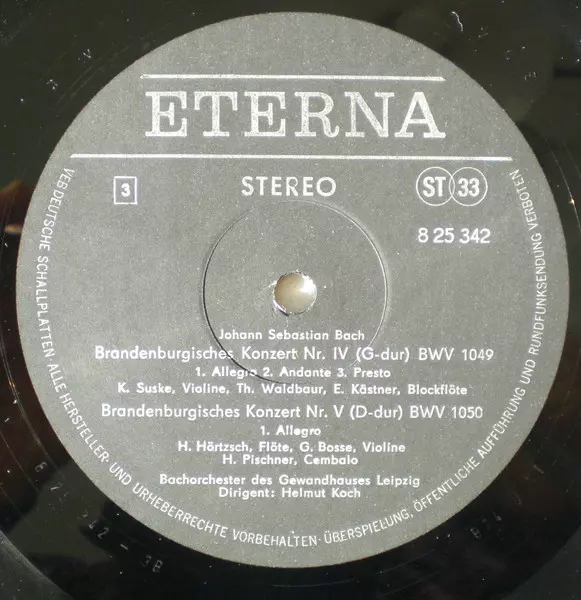 ETERNA
3
STEREO
ST 33
8 25 342
Johann Sebastian Bach
Brandenburgisches Konzert Nr. IV (G-dur) BWV 1049
1. Allegro 2. Andante 3. Presto
K. Suske, Violine, Th. Waldbaur, E. Kästner, Blockflöte
Brandenburgisches Konzert Nr. V (D-dur) BWV 1050
1. Allegro
H. Hörtzsch, Flöte, G. Bosse, Violine
H. Pischner, Cembalo
Bachorchester des Gewandhauses Leipzig
Dirigent: Helmut Koch
VEB DEUTSCHE SCHALLPLATTEN · ALLE HERSTELLER- UND URHEBERRECHTE VORBEHALTEN · ÜBERSPIELUNG, ÖFFENTLICHE AUFFÜHRUNG UND RUNDFUNKSENDUNG VERBOTEN